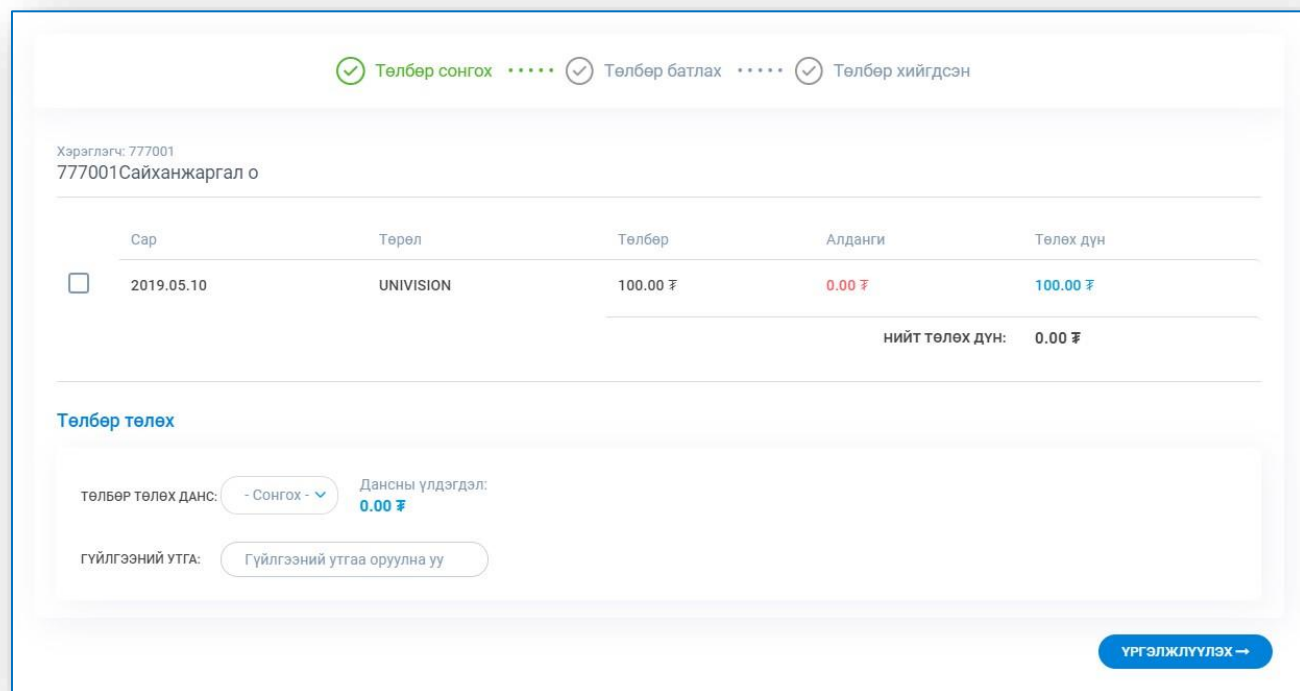 Төлбөр сонгох ····· Төлбөр батлах ····· Төлбөр хийгдсэн
Хэрэглэгч: 777001
777001Сайханжаргал о
Сар Төрөл Төлбөр Алданги Төлөх дүн
2019.05.10 UNIVISION 100.00 ₮ 0.00 ₮ 100.00 ₮
НИЙТ ТӨЛӨХ ДҮН: 0.00 ₮
Төлбөр төлөх
ТӨЛБӨР ТӨЛӨХ ДАНС: - Сонгох - Дансны үлдэгдэл:
0.00 ₮
ГҮЙЛГЭЭНИЙ УТГА: Гүйлгээний утгаа оруулна уу
ҮРГЭЛЖЛҮҮЛЭХ →